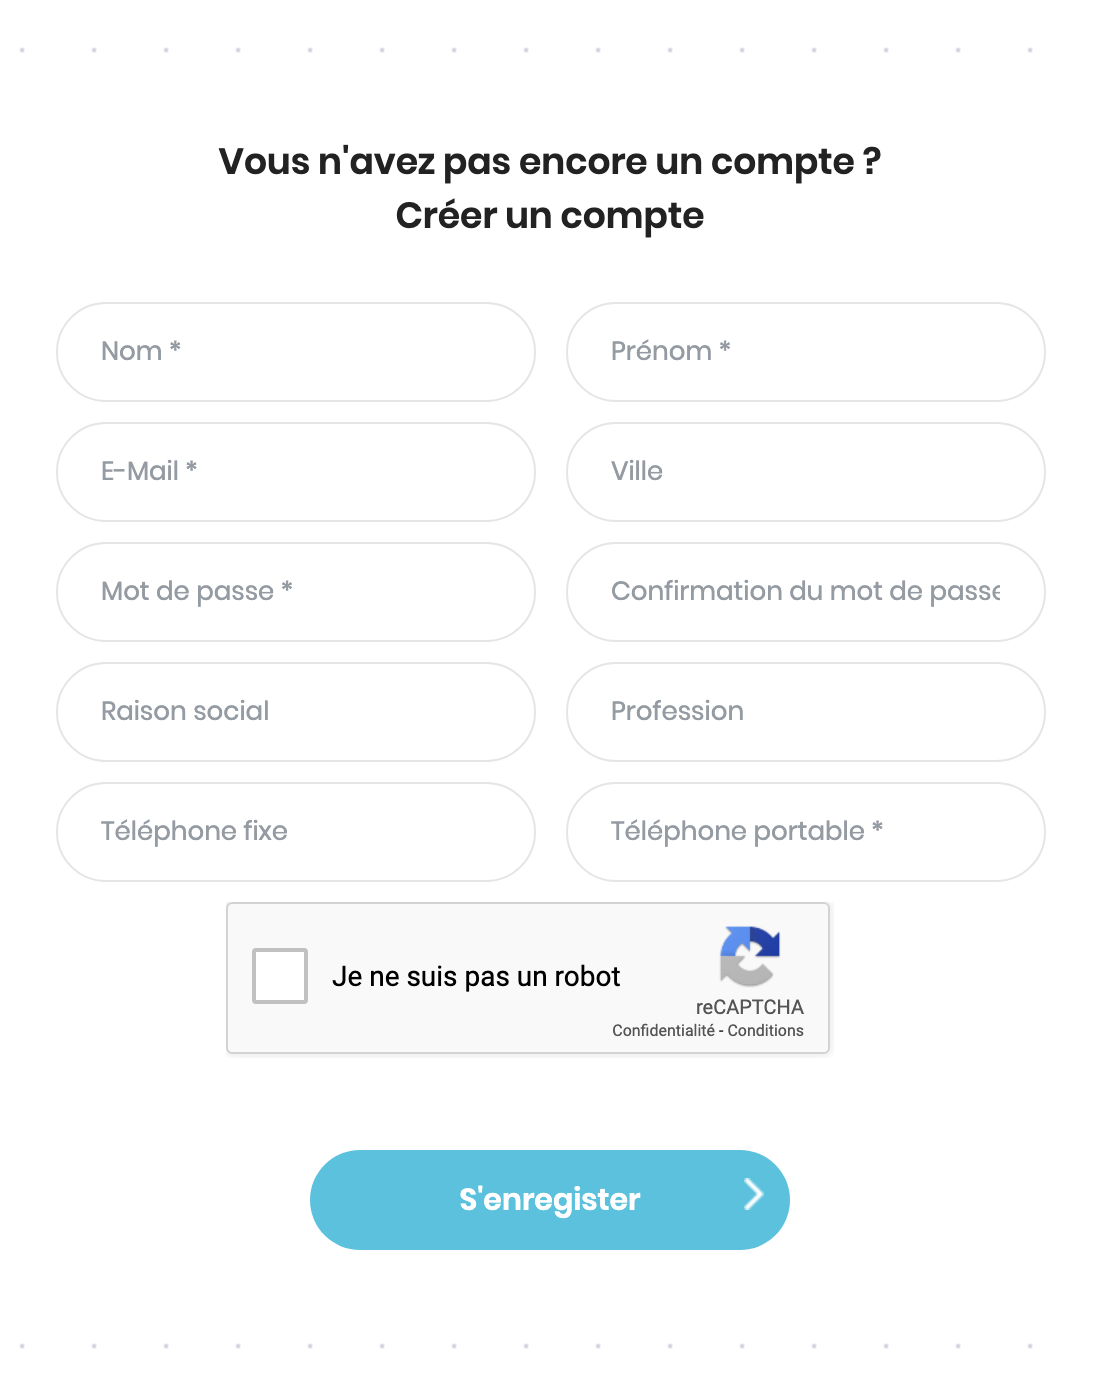 Vous n'avez pas encore un compte ?
Créer un compte
Nom *
Prénom *
E-Mail *
Ville
Mot de passe *
Confirmation du mot de passe
Raison social
Profession
Téléphone fixe
Téléphone portable *
Je ne suis pas un robot
reCAPTCHA
Confidentialité - Conditions
S'enregister